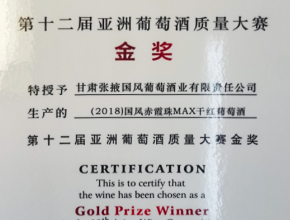 第十二届亚洲葡萄酒质量大赛
金奖
特授予 甘肃张掖国风葡萄酒业有限责任公司
生产的 (2018)国风赤霞珠MAX干红葡萄酒
第十二届亚洲葡萄酒质量大赛金奖
CERTIFICATION
This is to certify that
the wine has been chosen as a
Gold Prize Winner